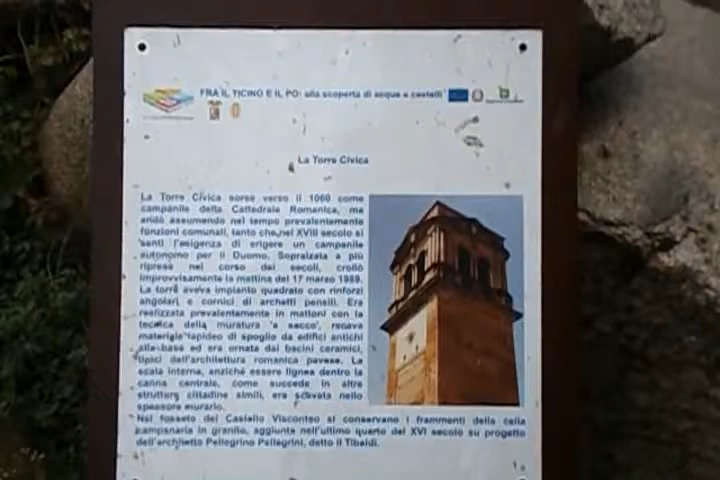 FRA IL TICINO E IL PO: alla scoperta di acqua e castelli
La Torre Civica
La Torre Civica sorse verso il 1060 come
campanile della Cattedrale Romanica, ma
andò assumendo nel tempo prevalentemente
funzioni comunali, tanto che nel XVIII secolo si
sentì l'esigenza di erigere un campanile
autonomo per il Duomo. Sopralzata a più
riprese nel corso dei secoli, crollò
improvvisamente la mattina del 17 marzo 1989.
La torre aveva impianto quadrato con rinforzi
angolari e cornici di archetti pensili. Era
realizzata prevalentemente in mattoni con la
tecnica della muratura 'a sacco', recava
materiale lapideo di spoglio da edifici antichi
alla base ed era ornata dai bacini ceramici,
tipici dell'architettura romanica pavese. La
scala interna, anziché essere lignea dentro la
canna centrale, come succede in altre
strutture cittadine simili, era scavata nello
spessore murario.
Nel fossato del Castello Visconteo si conservano i frammenti della cella
campanaria in granito, aggiunta nell'ultimo quarto del XVI secolo su progetto
dell'architetto Pellegrino Pellegrini, detto il Tibaldi.